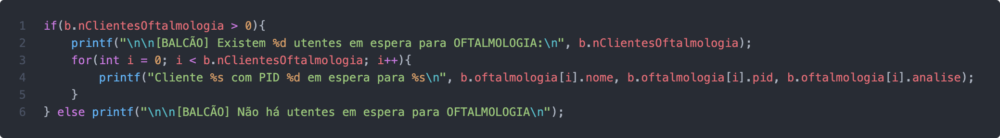 1 if(b.nClientesOftalmologia > 0){
2     printf("\n\n[BALCÃO] Existem %d utentes em espera para OFTALMOLOGIA:\n", b.nClientesOftalmologia);
3     for(int i = 0; i < b.nClientesOftalmologia; i++){
4         printf("Cliente %s com PID %d em espera para %s\n", b.oftalmologia[i].nome, b.oftalmologia[i].pid, b.oftalmologia[i].analise);
5     }
6 } else printf("\n\n[BALCÃO] Não há utentes em espera para OFTALMOLOGIA\n");